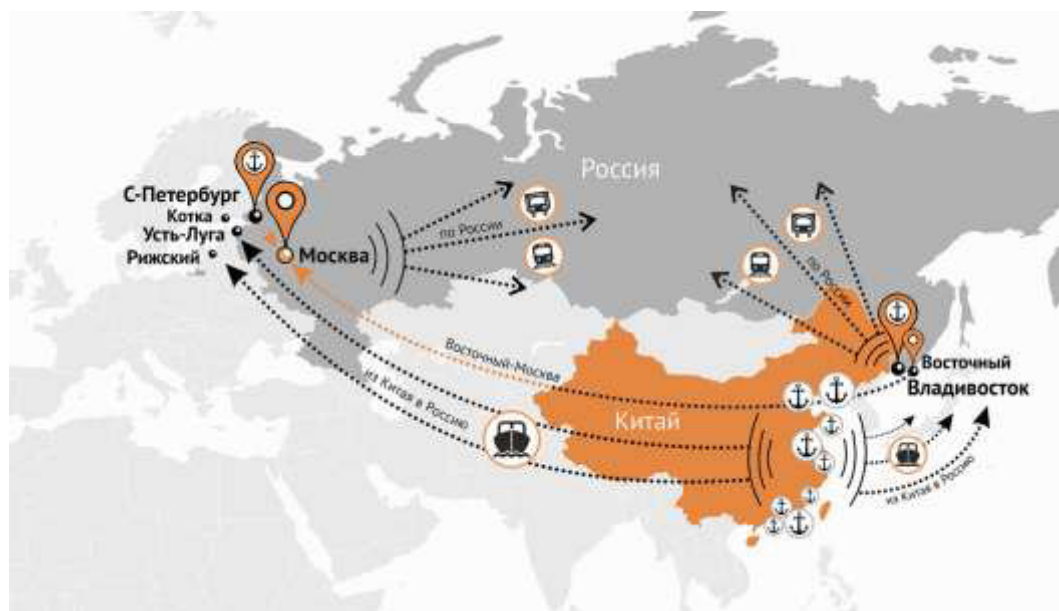 Россия
С-Петербург
Котка
Усть-Луга
Рижский
Москва
по России
по России
Восточный-Москва
из Китая в Россию
Китай
Восточный
Владивосток
из Китая в Россию